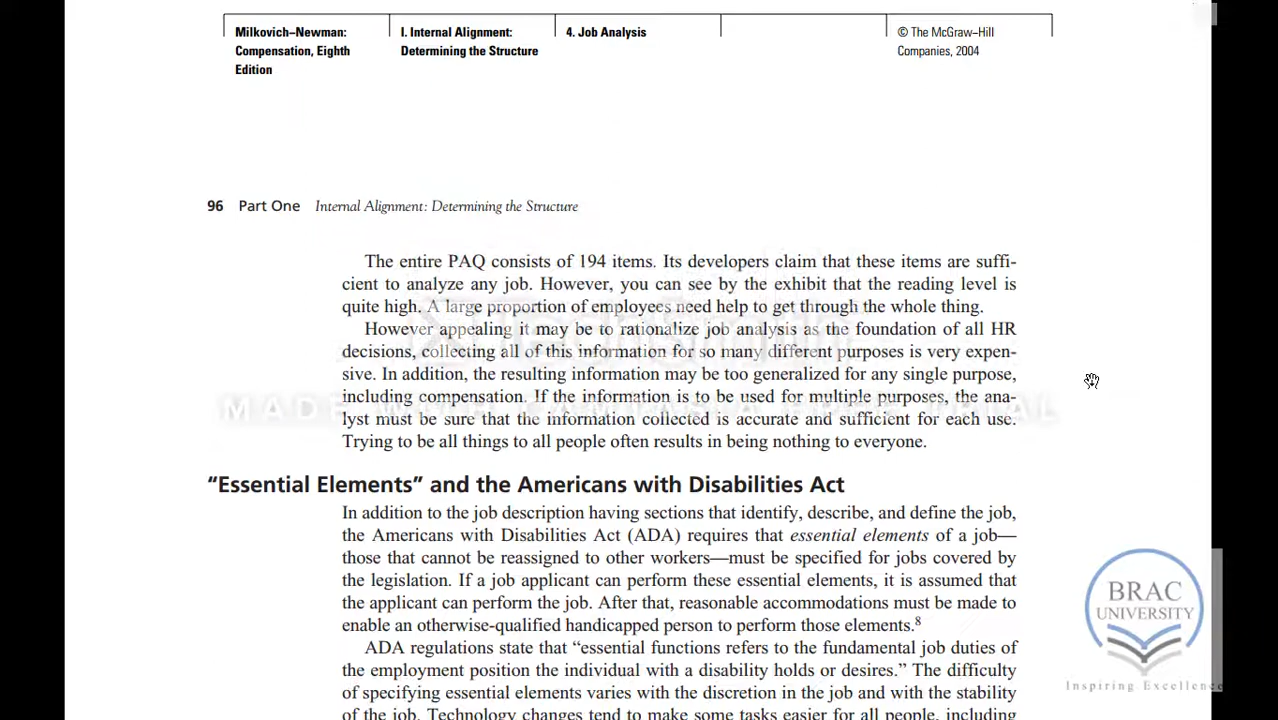 Milkovich−Newman:
Compensation, Eighth
Edition
I. Internal Alignment:
Determining the Structure
4. Job Analysis
© The McGraw−Hill
Companies, 2004
96 Part One Internal Alignment: Determining the Structure
The entire PAQ consists of 194 items. Its developers claim that these items are suffi-
cient to analyze any job. However, you can see by the exhibit that the reading level is
quite high. A large proportion of employees need help to get through the whole thing.
However appealing it may be to rationalize job analysis as the foundation of all HR
decisions, collecting all of this information for so many different purposes is very expen-
sive. In addition, the resulting information may be too generalized for any single purpose,
including compensation. If the information is to be used for multiple purposes, the ana-
lyst must be sure that the information collected is accurate and sufficient for each use.
Trying to be all things to all people often results in being nothing to everyone.
“Essential Elements” and the Americans with Disabilities Act
In addition to the job description having sections that identify, describe, and define the job,
the Americans with Disabilities Act (ADA) requires that essential elements of a job—
those that cannot be reassigned to other workers—must be specified for jobs covered by
the legislation. If a job applicant can perform these essential elements, it is assumed that
the applicant can perform the job. After that, reasonable accommodations must be made to
enable an otherwise-qualified handicapped person to perform those elements.8
ADA regulations state that “essential functions refers to the fundamental job duties of
the employment position the individual with a disability holds or desires.” The difficulty
of specifying essential elements varies with the discretion in the job and with the stability
of the job. Technology changes tend to make some tasks easier for all people, including
BRAC
UNIVERSITY
Inspiring Excellence